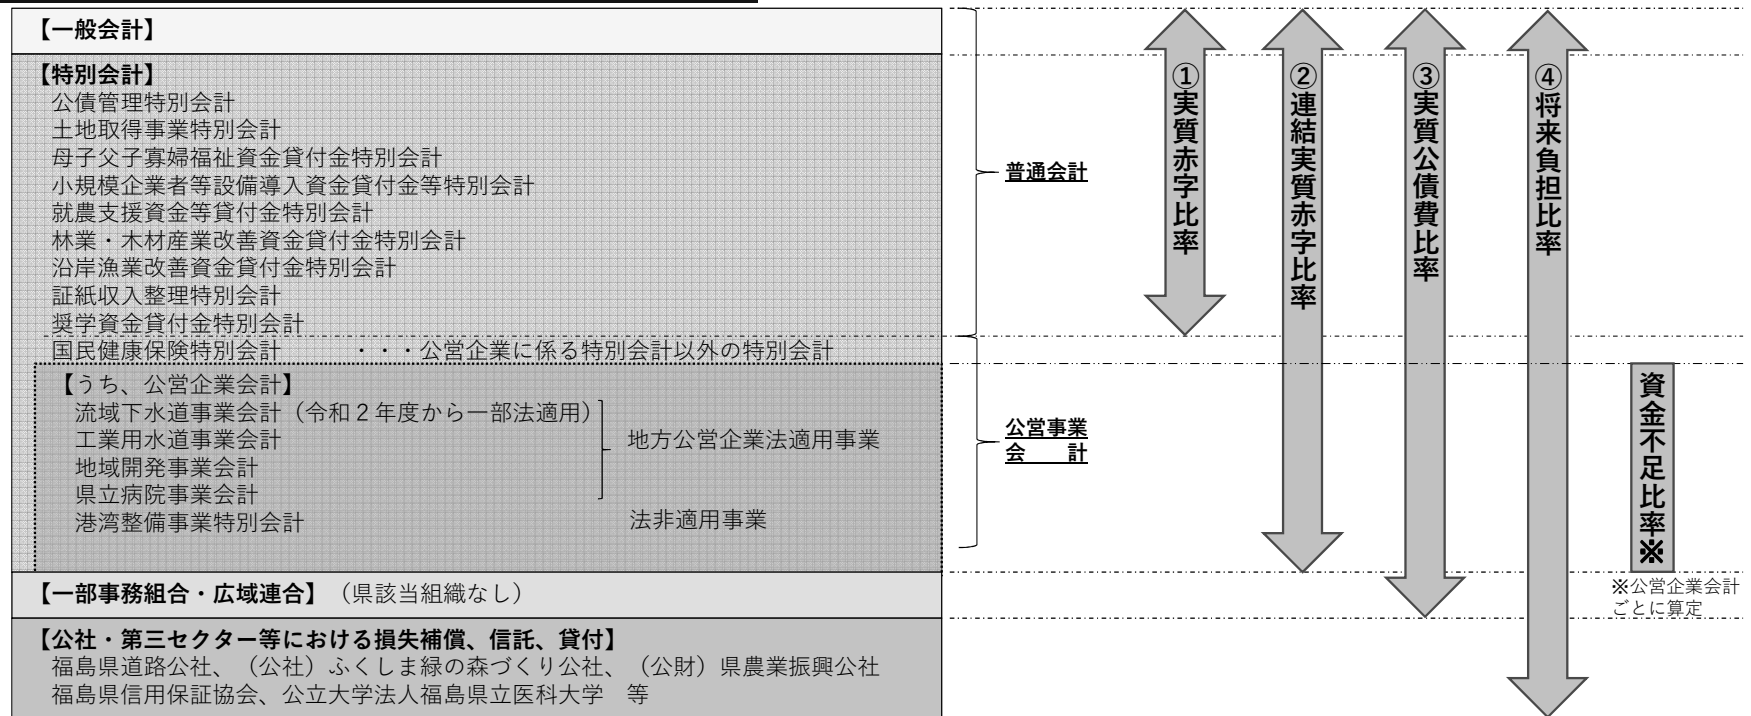 【一般会計】
【特別会計】
公債管理特別会計
土地取得事業特別会計
母子父子寡婦福祉資金貸付金特別会計
小規模企業者等設備導入資金貸付金等特別会計
就農支援資金等貸付金特別会計
林業・木材産業改善資金貸付金特別会計
沿岸漁業改善資金貸付金特別会計
証紙収入整理特別会計
奨学資金貸付金特別会計
国民健康保険特別会計 ・・・公営企業に係る特別会計以外の特別会計
【うち、公営企業会計】
流域下水道事業会計（令和２年度から一部法適用）
工業用水道事業会計
地域開発事業会計
県立病院事業会計
地方公営企業法適用事業
港湾整備事業特別会計 法非適用事業
【一部事務組合・広域連合】（県該当組織なし）
【公社・第三セクター等における損失補償、信託、貸付】
福島県道路公社、（公社）ふくしま緑の森づくり公社、（公財）県農業振興公社
福島県信用保証協会、公立大学法人福島県立医科大学 等
普通会計
公営事業
会 計
①実質赤字比率
②連結実質赤字比率
③実質公債費比率
④将来負担比率
資金不足比率※
※公営企業会計
ごとに算定